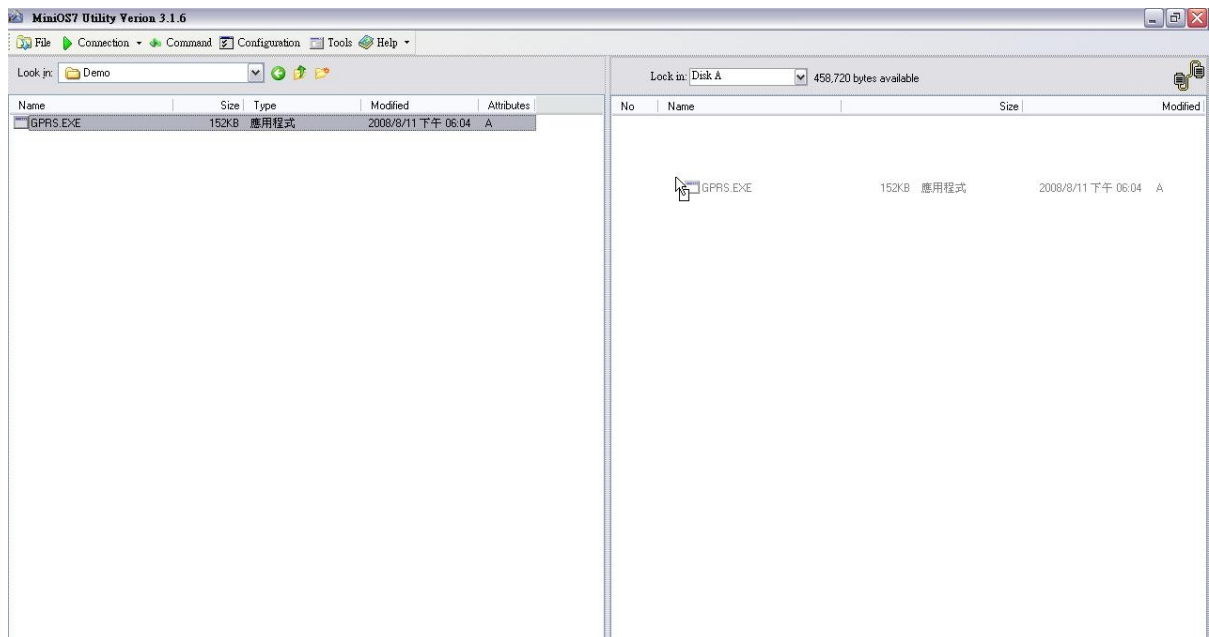 MiniOS7 Utility Verion 3.1.6
File Connection Command Configuration Tools Help
Look in: Demo
Name Size Type Modified Attributes
GPRS.EXE 152KB 應用程式 2008/8/11 下午 06:04 A
Lock in: Disk A 458,720 bytes available
No Name Size Modified
GPRS.EXE 152KB 應用程式 2008/8/11 下午 06:04 A